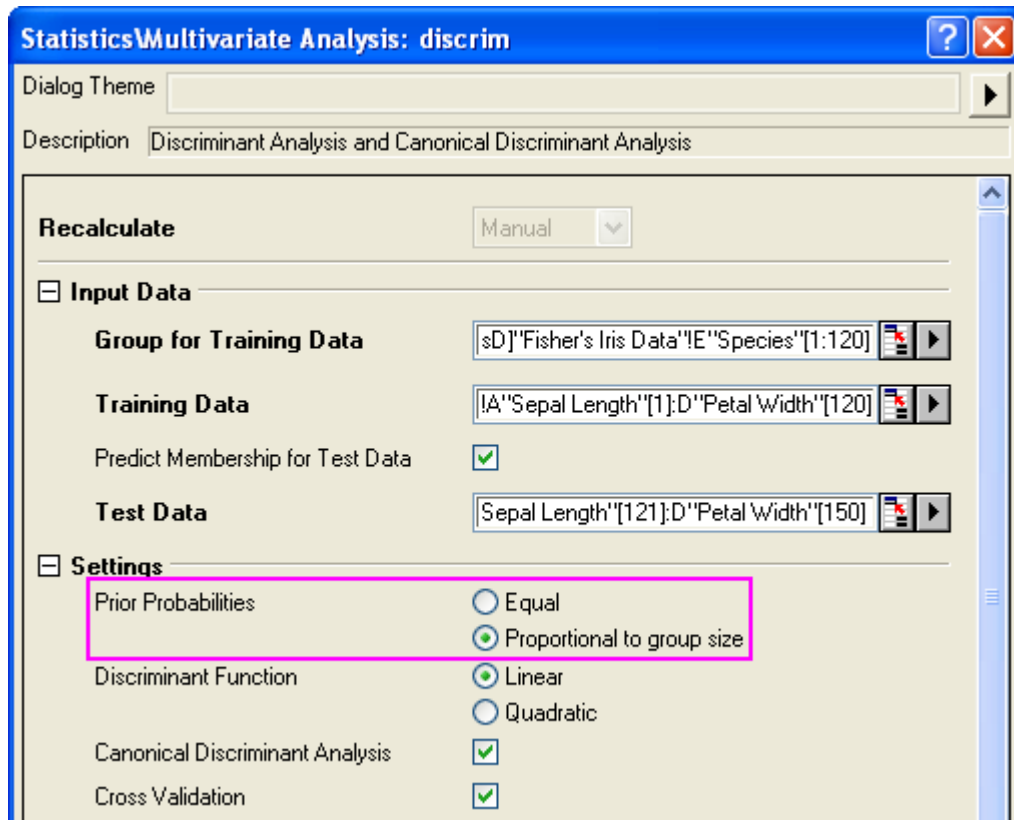 Statistics\Multivariate Analysis: discrim
Dialog Theme
Description Discriminant Analysis and Canonical Discriminant Analysis
Recalculate Manual
Input Data
Group for Training Data sD]"Fisher's Iris Data"!E"Species"[1:120]
Training Data !A"Sepal Length"[1]:D"Petal Width"[120]
Predict Membership for Test Data
Test Data Sepal Length"[121]:D"Petal Width"[150]
Settings
Prior Probabilities Equal
Proportional to group size
Discriminant Function Linear
Quadratic
Canonical Discriminant Analysis
Cross Validation